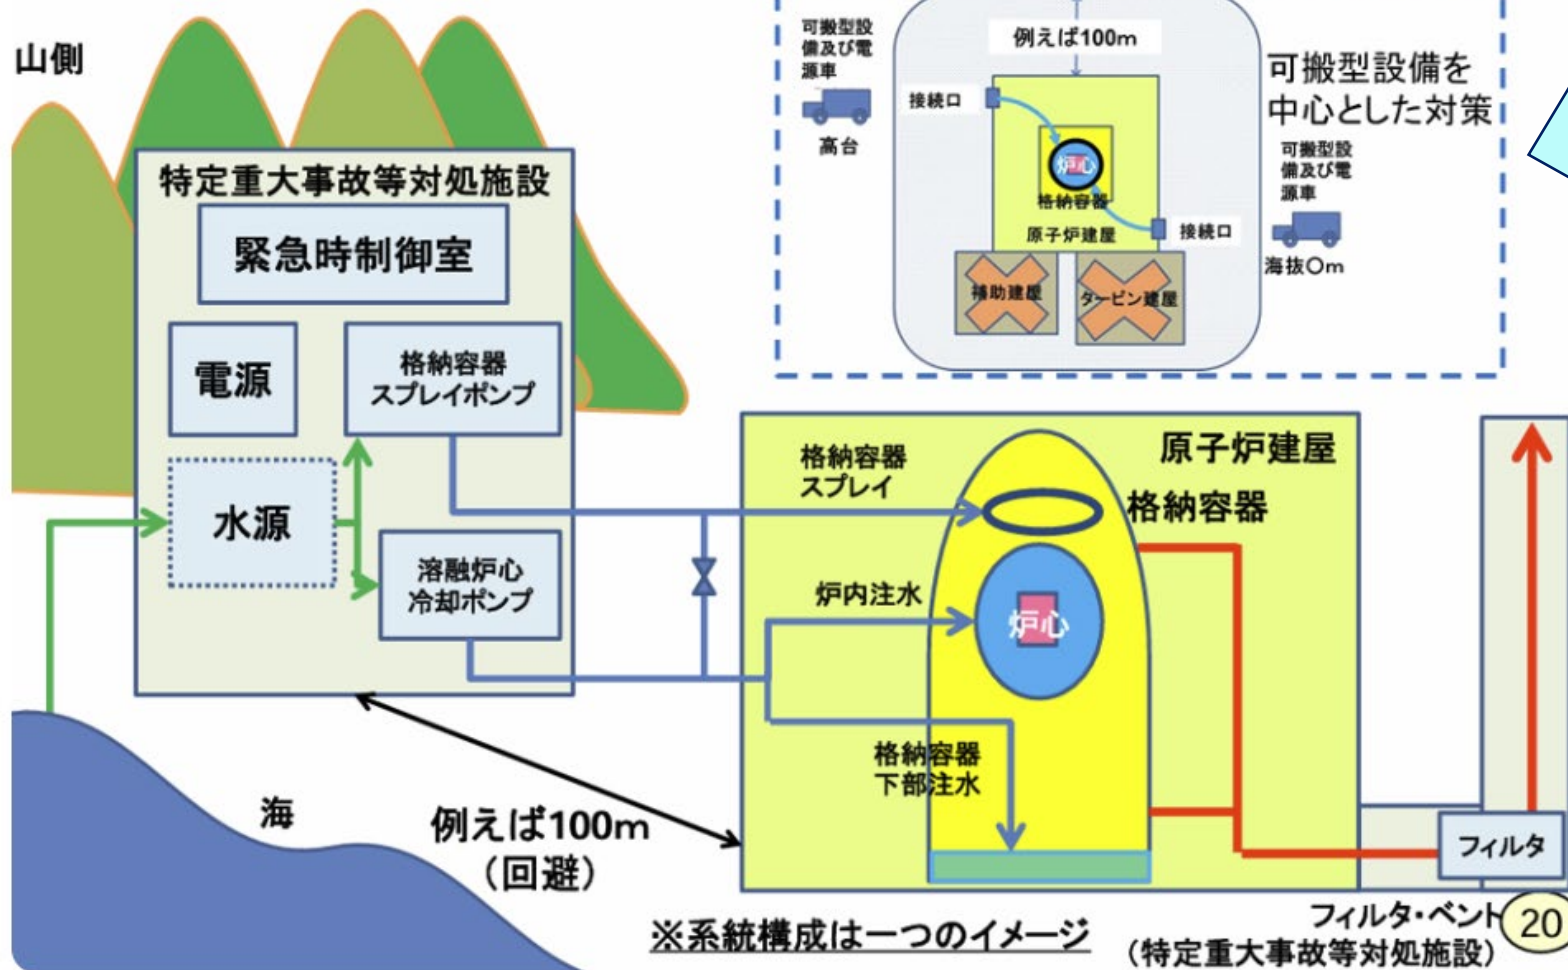 山側
可搬型設
備及び電
源車
高台
例えば100m
接続口
炉心
格納容器
原子炉建屋
接続口
補助建屋
タービン建屋
可搬型設備を
中心とした対策
可搬型設
備及び電
源車
海抜〇m
特定重大事故等対処施設
緊急時制御室
電源
格納容器
スプレイポンプ
水源
溶融炉心
冷却ポンプ
格納容器
スプレイ
原子炉建屋
格納容器
炉内注水
炉心
格納容器
下部注水
海
例えば100m
（回避）
フィルタ
※系統構成は一つのイメージ
フィルタ・ベント
（特定重大事故等対処施設）
20